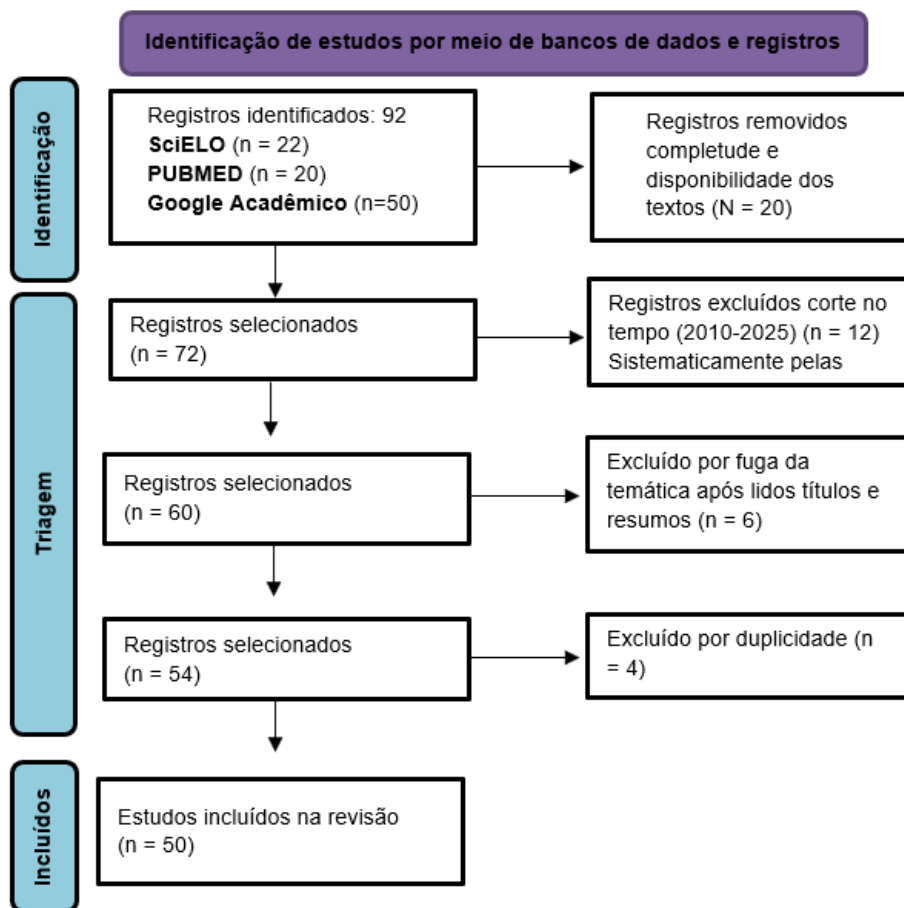 Identificação de estudos por meio de bancos de dados e registros
Identificação
Registros identificados: 92
SciELO (n = 22)
PUBMED (n = 20)
Google Acadêmico (n=50)
Registros removidos
completude e
disponibilidade dos
textos (N = 20)
Triagem
Registros selecionados
(n = 72)
Registros excluídos corte no
tempo (2010-2025) (n = 12)
Sistematicamente pelas
Registros selecionados
(n = 60)
Excluído por fuga da
temática após lidos títulos e
resumos (n = 6)
Registros selecionados
(n = 54)
Excluído por duplicidade (n
= 4)
Incluídos
Estudos incluídos na revisão
(n = 50)